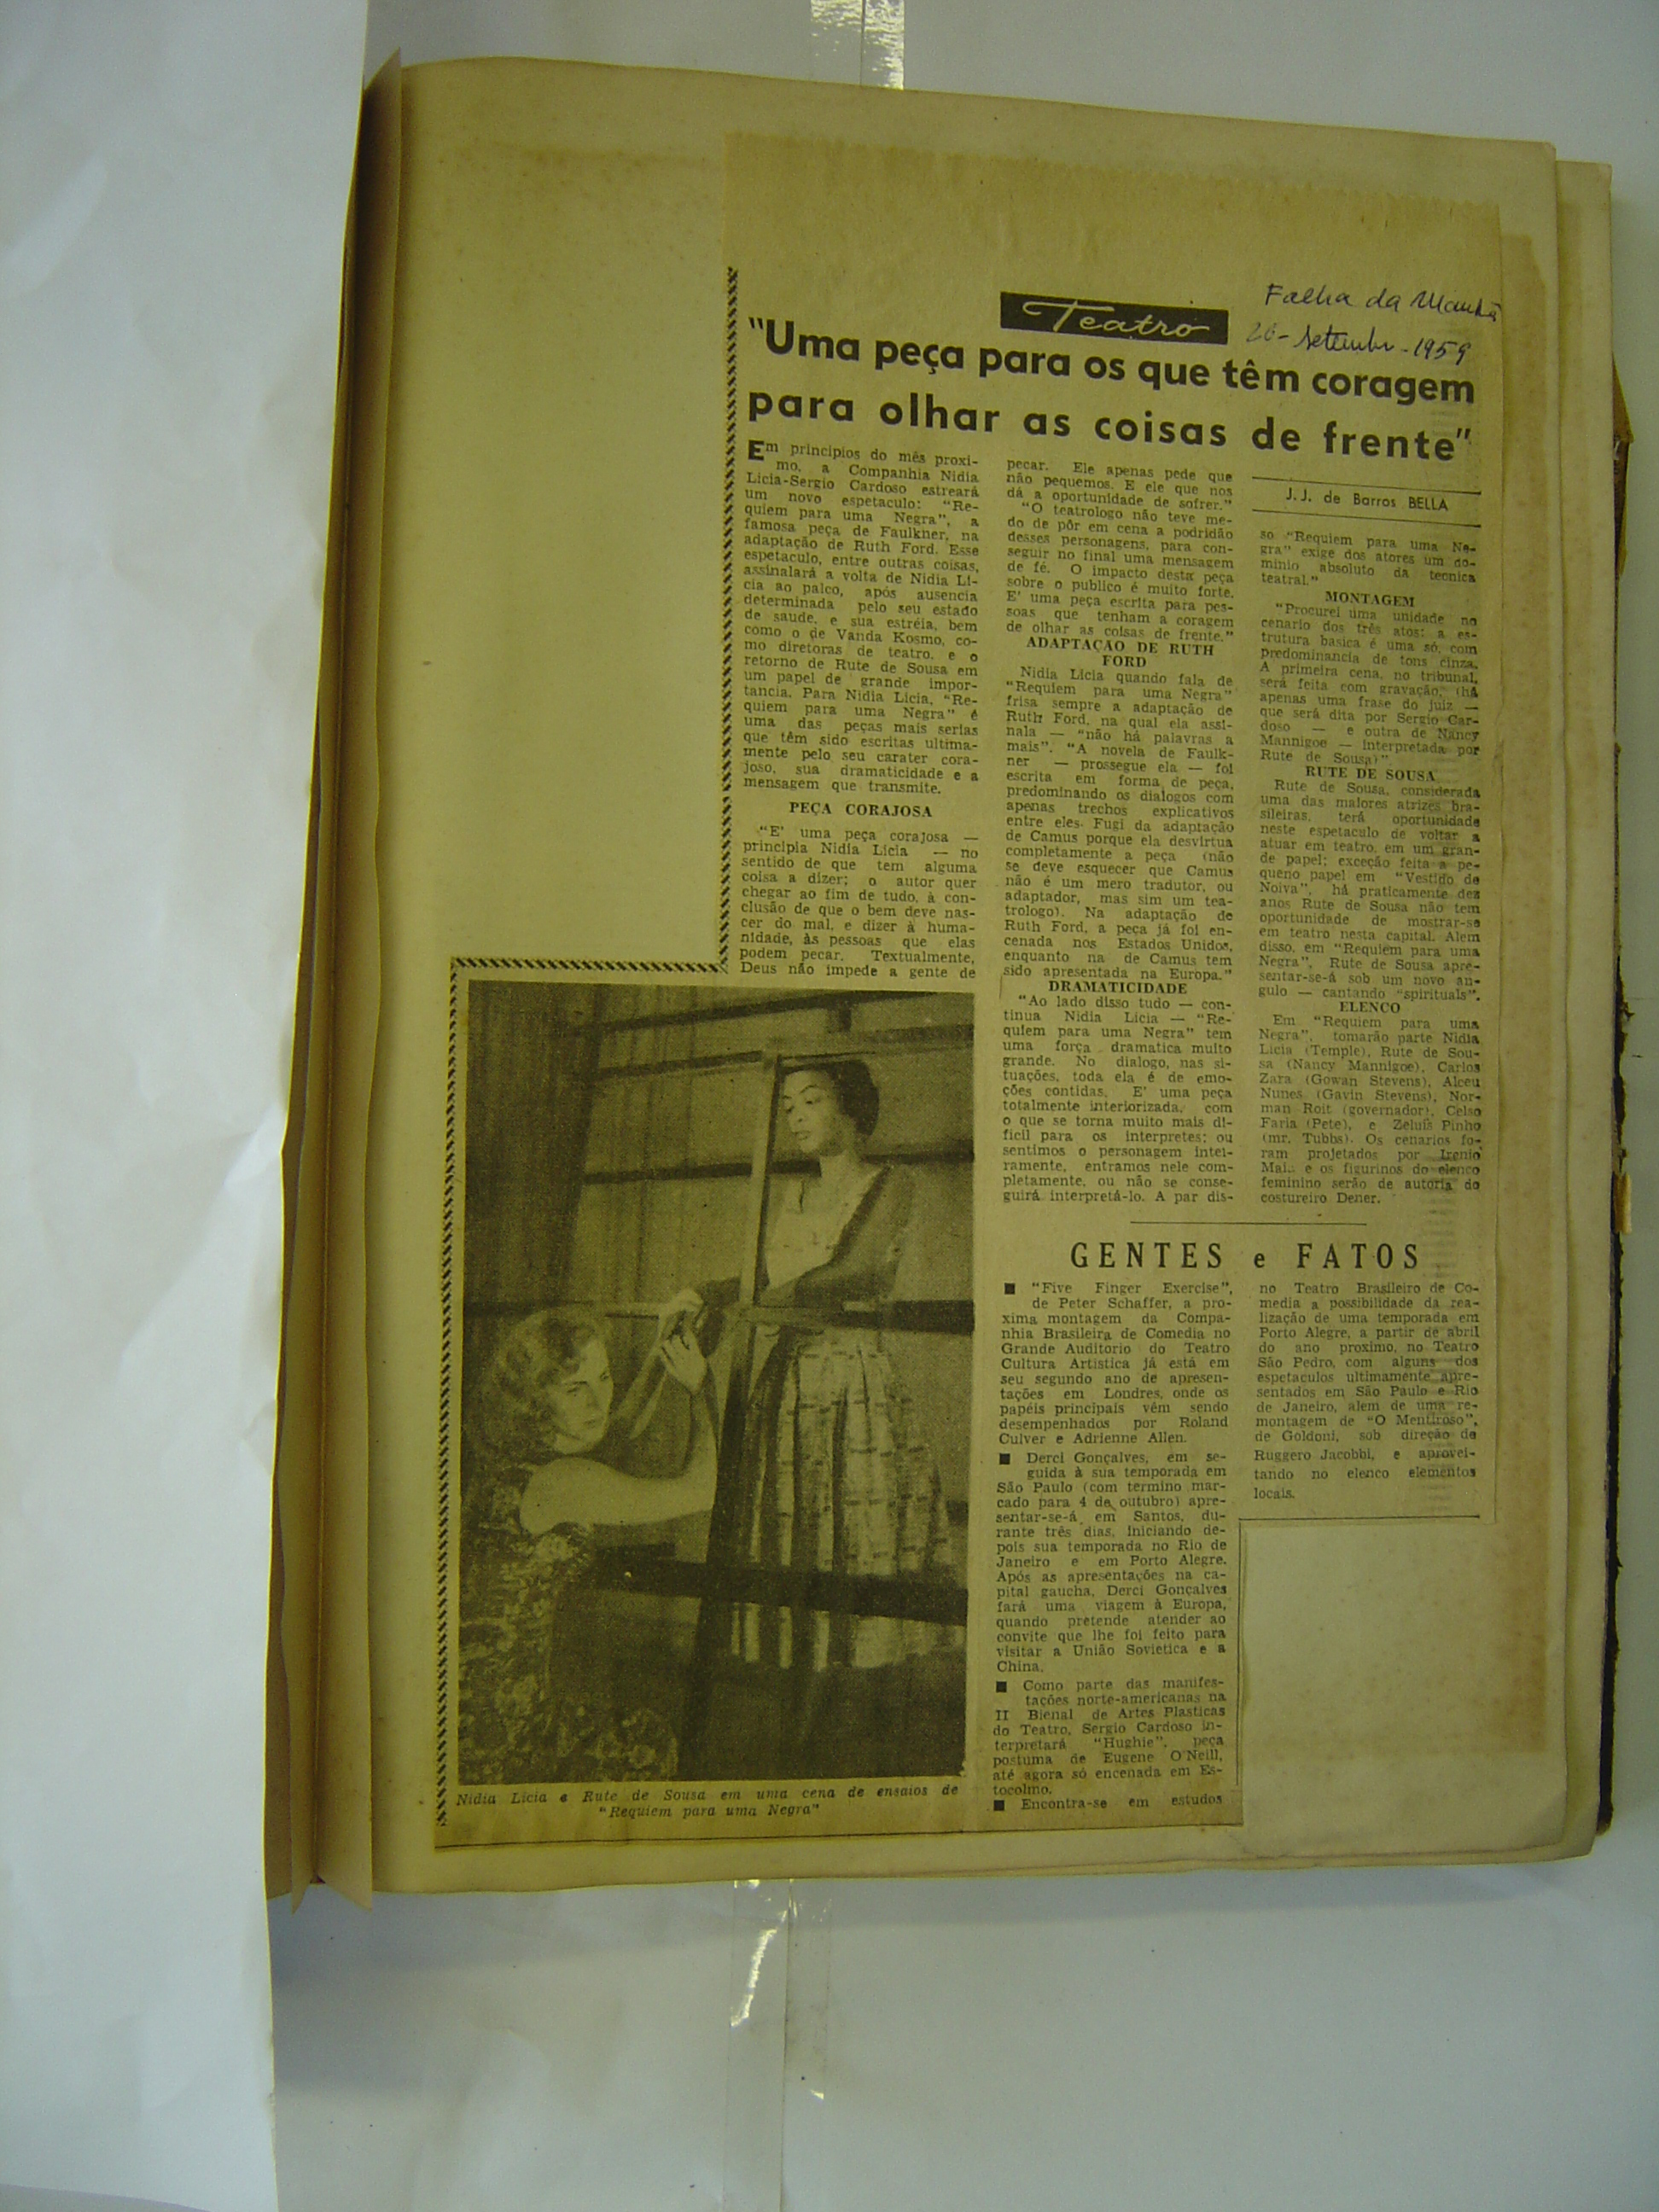 Teatro
Folha da Manhã
26-setembro-1959
"Uma peça para os que têm coragem
para olhar as coisas de frente"
J. J. de Barros BELLA
Em principios do mês proxi-
mo, a Companhia Nidia
Licia-Sergio Cardoso estreará
um novo espetaculo: "Re-
quiem para uma Negra", a
famosa peça de Faulkner, na
adaptação de Ruth Ford. Esse
espetaculo, entre outras coisas,
assinalará a volta de Nidia Li-
cia ao palco, após ausencia
determinada pelo seu estado
de saude, e sua estréia, bem
como o de Vanda Kosmo, co-
mo diretoras de teatro, e o
retorno de Rute de Sousa em
um papel de grande impor-
tancia. Para Nidia Licia, "Re-
quiem para uma Negra" é
uma das peças mais serias
que têm sido escritas ultima-
mente pelo seu carater cora-
joso, sua dramaticidade e a
mensagem que transmite.
PEÇA CORAJOSA
"E' uma peça corajosa —
principia Nidia Licia — no
sentido de que tem alguma
coisa a dizer; o autor quer
chegar ao fim de tudo, à con-
clusão de que o bem deve nas-
cer do mal, e dizer à huma-
nidade, às pessoas que elas
podem pecar. Textualmente,
Deus não impede a gente de
pecar. Ele apenas pede que
não pequemos. E ele que nos
dá a oportunidade de sofrer."
"O teatrologo não teve me-
do de pôr em cena a podridão
desses personagens, para con-
seguir no final uma mensagem
de fé. O impacto desta peça
sobre o publico é muito forte.
E' uma peça escrita para pes-
soas que tenham a coragem
de olhar as coisas de frente."
ADAPTAÇÃO DE RUTH
FORD
Nidia Licia quando fala de
"Requiem para uma Negra"
frisa sempre a adaptação de
Ruth Ford, na qual ela assi-
nala — "não há palavras a
mais". "A novela de Faulk-
ner — prossegue ela — foi
escrita em forma de peça,
predominando os dialogos com
apenas trechos explicativos
entre eles. Fugi da adaptação
de Camus porque ela desvirtua
completamente a peça (não
se deve esquecer que Camus
não é um mero tradutor, ou
adaptador, mas sim um tea-
trologo). Na adaptação de
Ruth Ford, a peça já foi en-
cenada nos Estados Unidos,
enquanto na de Camus tem
sido apresentada na Europa."
DRAMATICIDADE
"Ao lado disso tudo — con-
tinua Nidia Licia — "Re-
quiem para uma Negra" tem
uma força dramatica muito
grande. No dialogo, nas si-
tuações, toda ela é de emo-
ções contidas. E' uma peça
totalmente interiorizada, com
o que se torna muito mais di-
ficil para os interpretes; ou
sentimos o personagem intei-
ramente, entramos nele com-
pletamente, ou não se conse-
guirá interpretá-lo. A par dis-
so "Requiem para uma Ne-
gra" exige dos atores um do-
minio absoluto da tecnica
teatral."
MONTAGEM
"Procurei uma unidade no
cenario dos três atos: a es-
trutura basica é uma só, com
predominancia de tons cinza.
A primeira cena, no tribunal,
será feita com gravação, (há
apenas uma frase do juiz —
que será dita por Sergio Car-
doso — e outra de Nancy
Mannigoe — interpretada por
Rute de Sousa)".
RUTE DE SOUSA
Rute de Sousa, considerada
uma das maiores atrizes bra-
sileiras, terá oportunidade
neste espetaculo de voltar a
atuar em teatro, em um gran-
de papel; exceção feita a pe-
queno papel em "Vestido de
Noiva", há praticamente dez
anos Rute de Sousa não tem
oportunidade de mostrar-se
em teatro nesta capital. Alem
disso, em "Requiem para uma
Negra", Rute de Sousa apre-
sentar-se-á sob um novo an-
gulo — cantando "spirituals".
ELENCO
Em "Requiem para uma
Negra", tomarão parte Nidia
Licia (Temple), Rute de Sou-
sa (Nancy Mannigoe), Carlos
Zara (Gowan Stevens), Alceu
Nunes (Gavin Stevens), Nor-
man Roit (governador), Celso
Faria (Pete), e Zeluis Pinho
(mr. Tubbs). Os cenarios fo-
ram projetados por Irenio
Mai.. e os figurinos do elenco
feminino serão de autoria do
costureiro Dener.
GENTES e FATOS
■ "Five Finger Exercise",
de Peter Schaffer, a pro-
xima montagem da Compa-
nhia Brasileira de Comedia no
Grande Auditorio do Teatro
Cultura Artistica já está em
seu segundo ano de apresen-
tações em Londres, onde os
papéis principais vêm sendo
desempenhados por Roland
Culver e Adrienne Allen.
■ Derci Gonçalves, em se-
guida à sua temporada em
São Paulo (com termino mar-
cado para 4 de outubro) apre-
sentar-se-á em Santos, du-
rante três dias, iniciando de-
pois sua temporada no Rio de
Janeiro e em Porto Alegre.
Após as apresentações na ca-
pital gaucha, Derci Gonçalves
fará uma viagem à Europa,
quando pretende atender ao
convite que lhe foi feito para
visitar a União Sovietica e a
China.
■ Como parte das manifes-
tações norte-americanas na
II Bienal de Artes Plasticas
do Teatro, Sergio Cardoso in-
terpretará "Hughie", peça
postuma de Eugene O'Neill,
até agora só encenada em Es-
tocolmo.
■ Encontra-se em estudos
no Teatro Brasileiro de Co-
media a possibilidade da rea-
lização de uma temporada em
Porto Alegre, a partir de abril
do ano proximo, no Teatro
São Pedro, com alguns dos
espetaculos ultimamente apre-
sentados em São Paulo e Rio
de Janeiro, alem de uma re-
montagem de "O Mentiroso",
de Goldoni, sob direção de
Ruggero Jacobbi, e aprovei-
tando no elenco elementos
locais.
Nidia Licia e Rute de Sousa em uma cena de ensaios de
"Requiem para uma Negra"